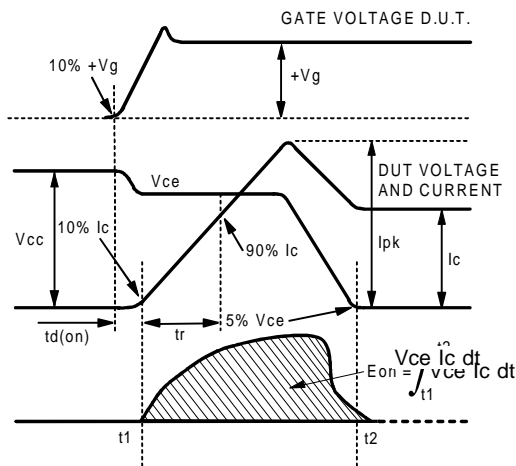 GATE VOLTAGE D.U.T.
10% +Vg
+Vg
Vce
DUT VOLTAGE
AND CURRENT
10% Ic
Vcc
90% Ic
Ipk
Ic
td(on)
tr
5% Vce
t2
Vce Ic dt
Eon = ∫ Vce Ic dt
t1
t1
t2